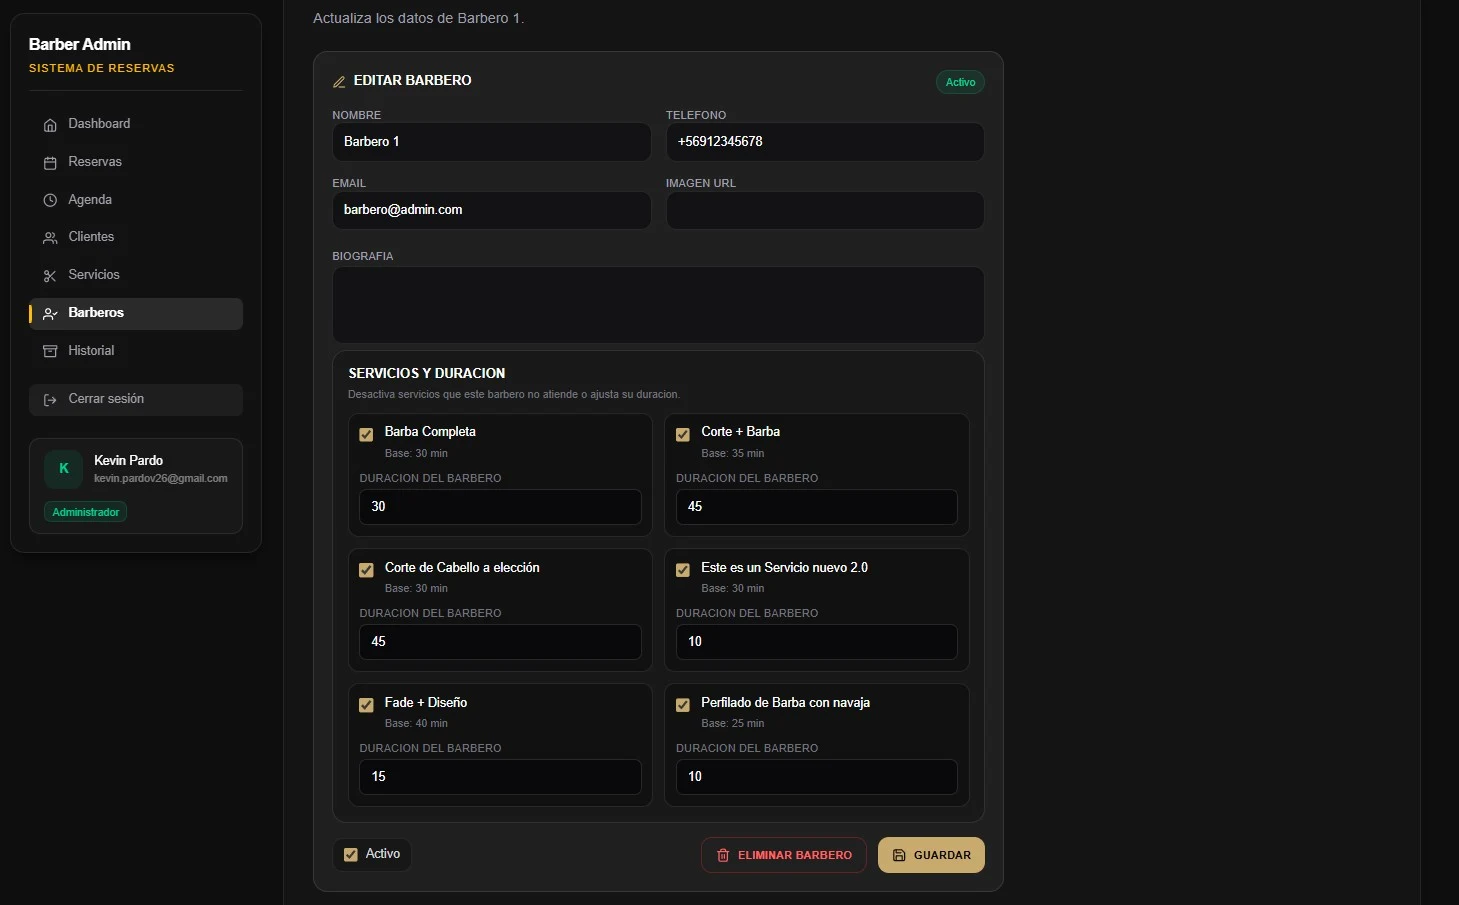 Barber Admin
SISTEMA DE RESERVAS
Dashboard
Reservas
Agenda
Clientes
Servicios
Barberos
Historial
Cerrar sesión
K
Kevin Pardo
kevin.pardov26@gmail.com
Administrador
Actualiza los datos de Barbero 1.
EDITAR BARBERO
Activo
NOMBRE
Barbero 1
TELEFONO
+56912345678
EMAIL
barbero@admin.com
IMAGEN URL
BIOGRAFIA
SERVICIOS Y DURACION
Desactiva servicios que este barbero no atiende o ajusta su duracion.
Barba Completa
Base: 30 min
DURACION DEL BARBERO
30
Corte + Barba
Base: 35 min
DURACION DEL BARBERO
45
Corte de Cabello a elección
Base: 30 min
DURACION DEL BARBERO
45
Este es un Servicio nuevo 2.0
Base: 30 min
DURACION DEL BARBERO
10
Fade + Diseño
Base: 40 min
DURACION DEL BARBERO
15
Perfilado de Barba con navaja
Base: 25 min
DURACION DEL BARBERO
10
Activo
ELIMINAR BARBERO
GUARDAR